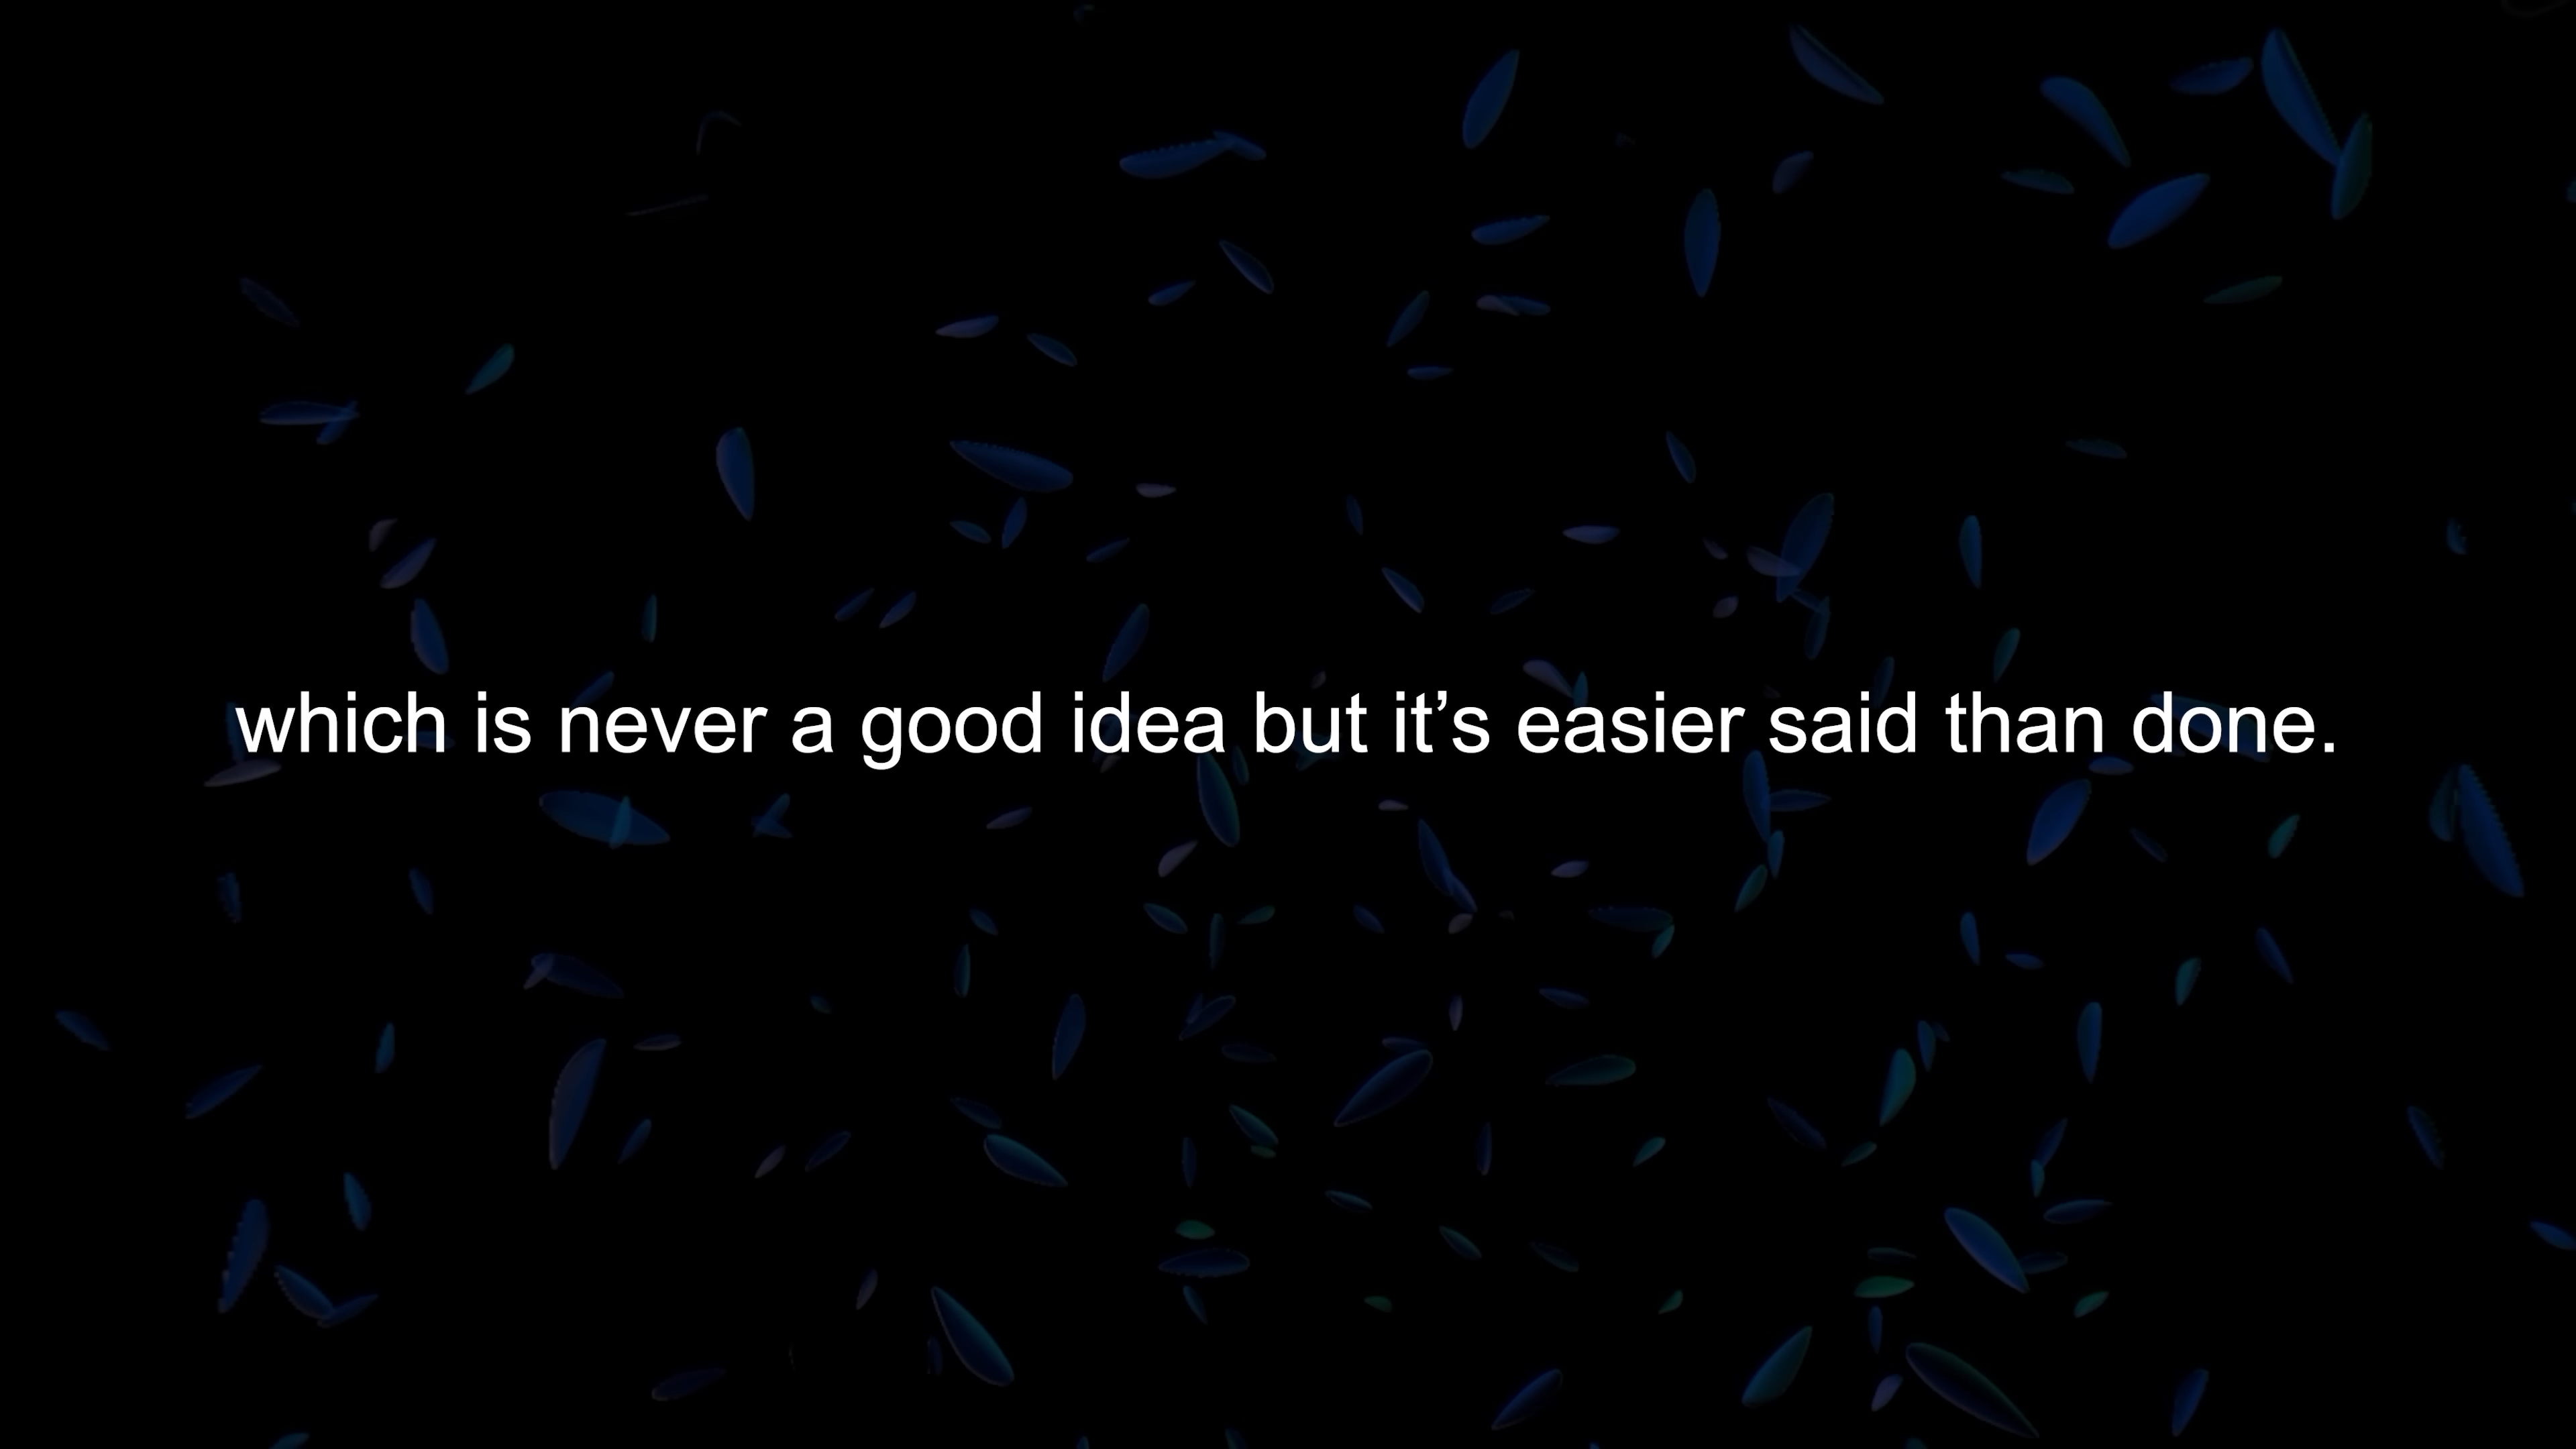 which is never a good idea but it’s easier said than done.